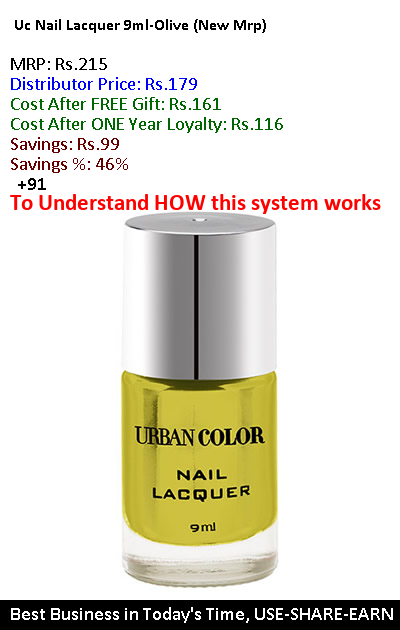 Uc Nail Lacquer 9ml-Olive (New Mrp)
MRP: Rs.215
Distributor Price: Rs.179
Cost After FREE Gift: Rs.161
Cost After ONE Year Loyalty: Rs.116
Savings: Rs.99
Savings %: 46%
+91
To Understand HOW this system works
URBAN COLOR
NAIL
LACQUER
9ml
Best Business in Today's Time, USE-SHARE-EARN